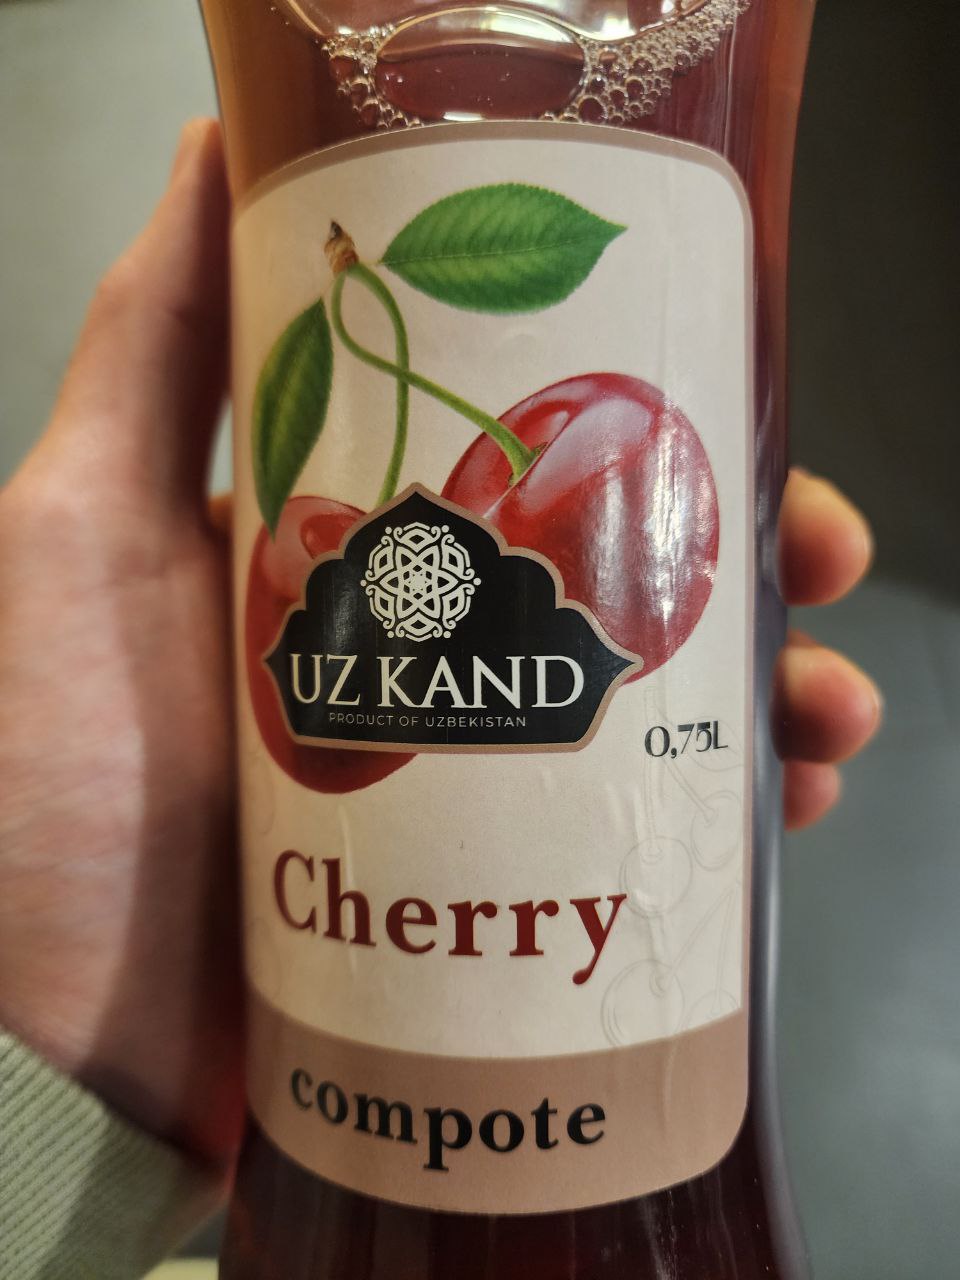 UZ KAND
PRODUCT OF UZBEKISTAN
0,75L
Cherry
compote